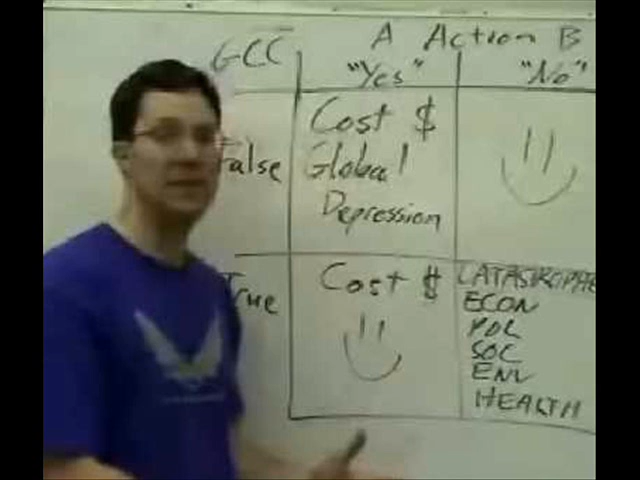 GCC A Action B
"Yes" "No"
False Cost $
Global
Depression
True Cost $ CATASTROPHE
ECON
POL
SOC
ENV
HEALTH